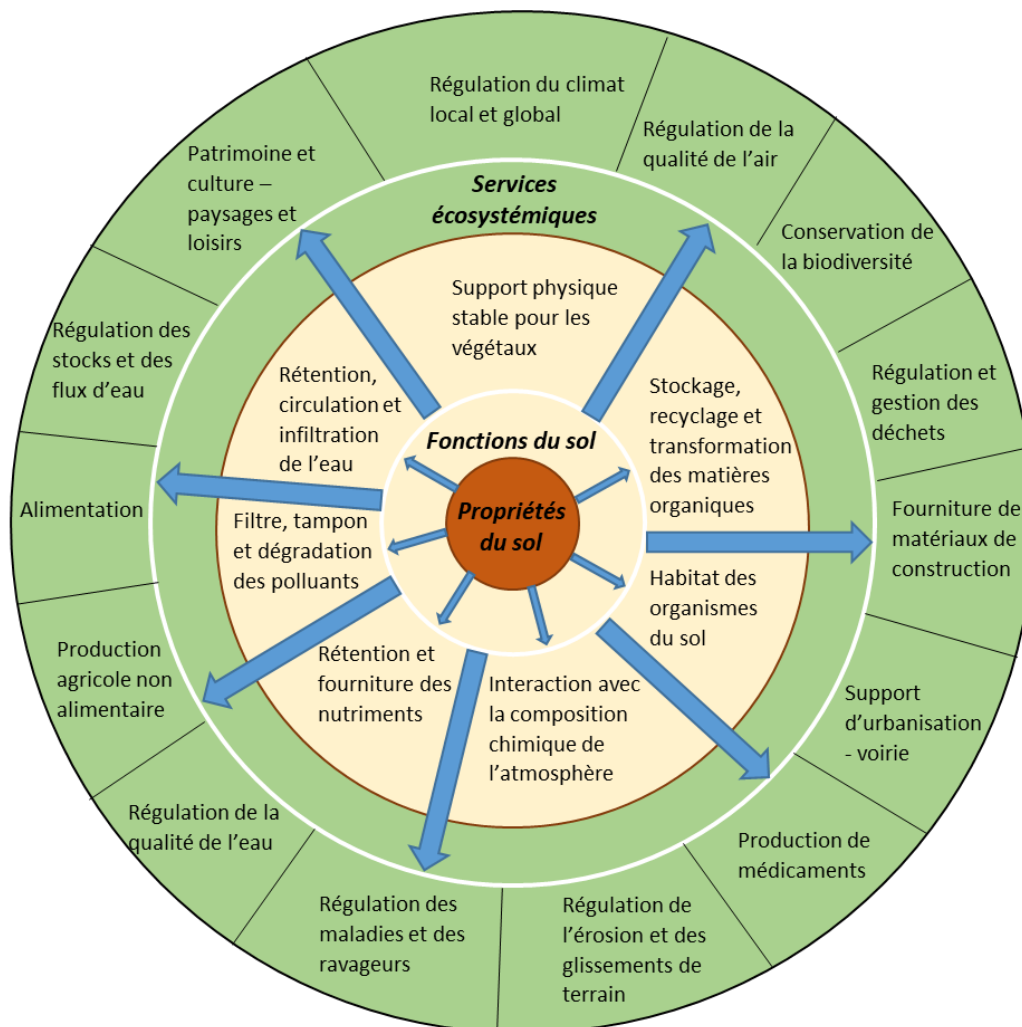 Régulation du climat
local et global
Régulation de la
qualité de l’air
Conservation de
la biodiversité
Régulation et
gestion des
déchets
Fourniture de
matériaux de
construction
Support
d’urbanisation
- voirie
Production de
médicaments
Régulation de
l’érosion et des
glissements de
terrain
Régulation des
maladies et des
ravageurs
Régulation de la
qualité de l’eau
Production
agricole non
alimentaire
Alimentation
Régulation des
stocks et des
flux d’eau
Patrimoine et
culture –
paysages et
loisirs
Services
écosystémiques
Support physique
stable pour les
végétaux
Stockage,
recyclage et
transformation
des matières
organiques
Habitat des
organismes
du sol
Interaction avec
la composition
chimique de
l’atmosphère
Rétention et
fourniture des
nutriments
Filtre, tampon
et dégradation
des polluants
Rétention,
circulation et
infiltration
de l’eau
Fonctions du sol
Propriétés
du sol